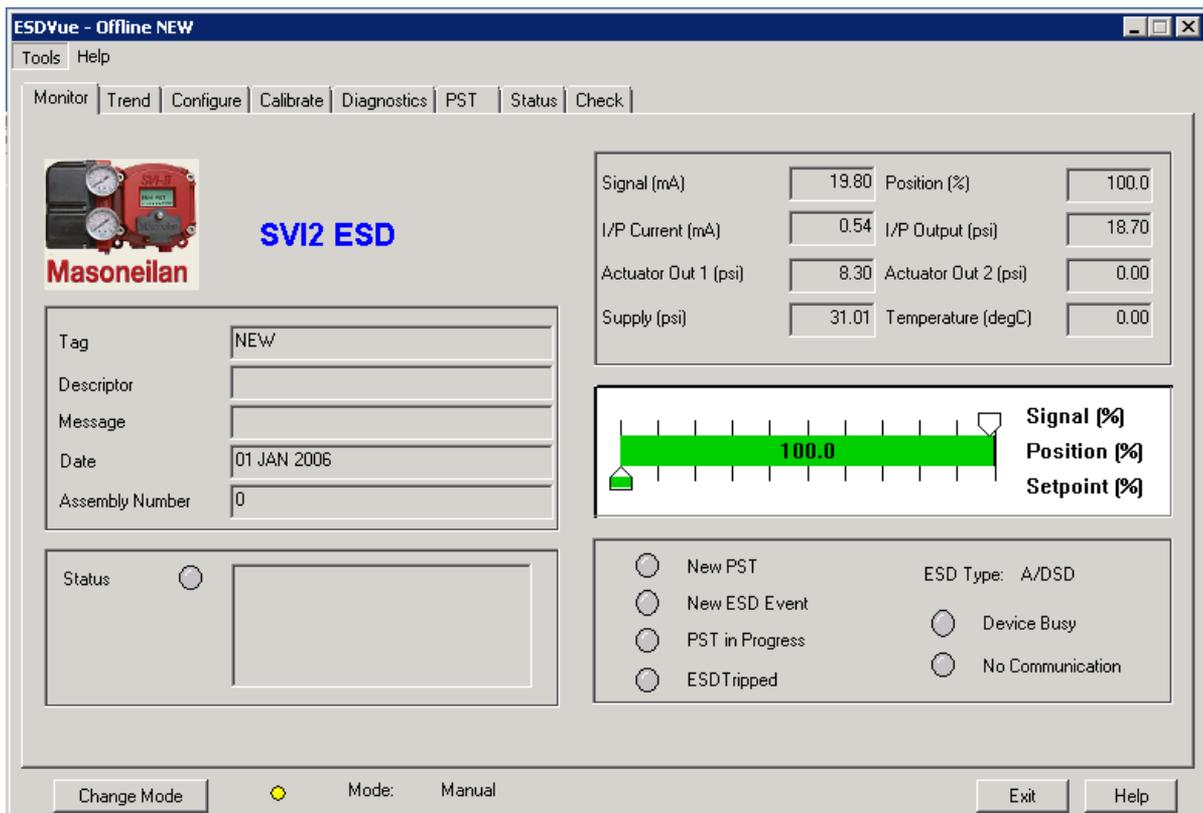 ESDVue - Offline NEW
Tools Help
Monitor Trend Configure Calibrate Diagnostics PST Status Check
SVI-II
Masoneilan
SVI2 ESD
Signal (mA) 19.80 Position (%) 100.0
I/P Current (mA) 0.54 I/P Output (psi) 18.70
Actuator Out 1 (psi) 8.30 Actuator Out 2 (psi) 0.00
Supply (psi) 31.01 Temperature (degC) 0.00
Tag NEW
Descriptor
Message
Date 01 JAN 2006
Assembly Number 0
Signal (%)
100.0 Position (%)
Setpoint (%)
Status
New PST
New ESD Event
PST in Progress
ESDTripped
ESD Type: A/DSD
Device Busy
No Communication
Change Mode Mode: Manual Exit Help